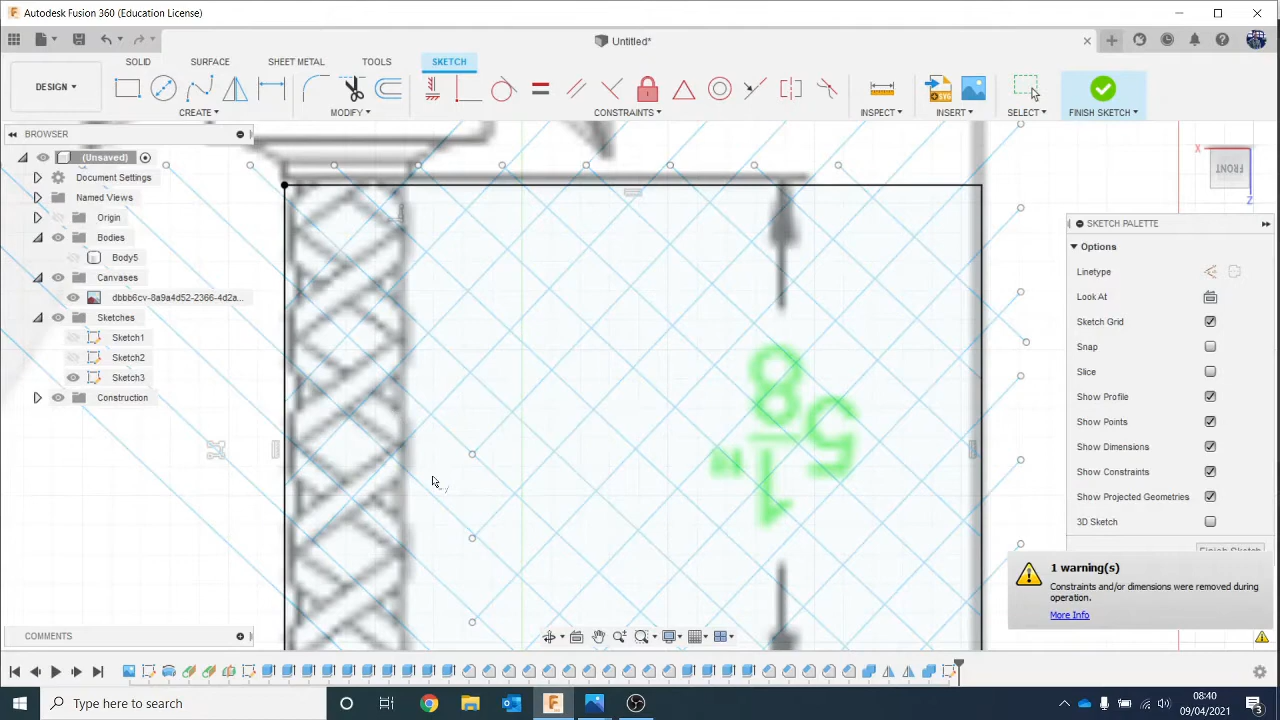 Autodesk Fusion 360 (Education License)
Untitled*
DESIGN
SOLID SURFACE SHEET METAL TOOLS SKETCH
CREATE MODIFY CONSTRAINTS INSPECT INSERT SELECT FINISH SKETCH
BROWSER
(Unsaved)
Document Settings
Named Views
Origin
Bodies
Body5
Canvases
dbbb6cv-8a9a4d52-2366-4d2a...
Sketches
Sketch1
Sketch2
Sketch3
Construction
X
FRONT
Z
SKETCH PALETTE
Options
Linetype
Look At
Sketch Grid
Snap
Slice
Show Profile
Show Points
Show Dimensions
Show Constraints
Show Projected Geometries
3D Sketch
Finish Sketch
1 warning(s)
Constraints and/or dimensions were removed during
operation.
More Info
COMMENTS
Type here to search
08:40
09/04/2021
3